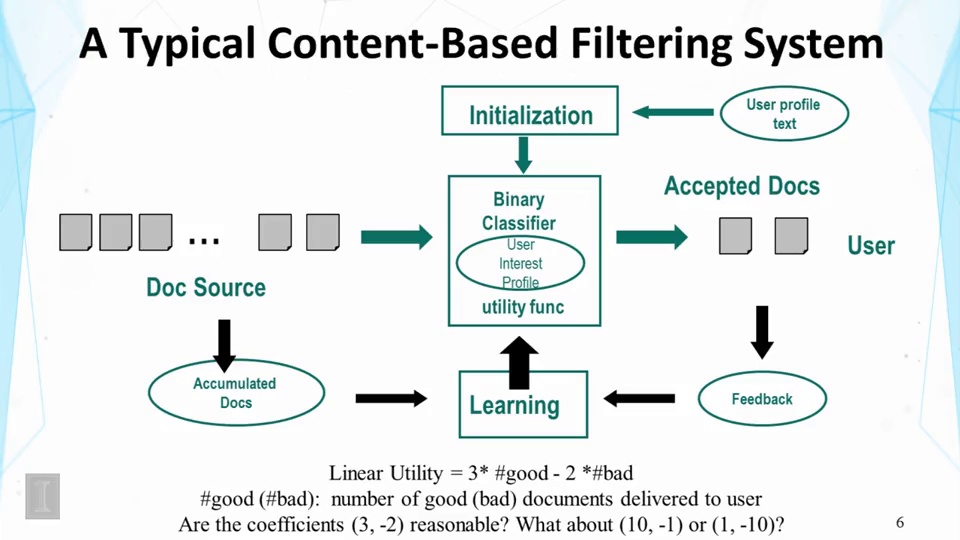 A Typical Content-Based Filtering System
Initialization
User profile
text
Binary
Classifier
User
Interest
Profile
utility func
Accepted Docs
User
...
Doc Source
Accumulated
Docs
Learning
Feedback
Linear Utility = 3* #good - 2 *#bad
#good (#bad): number of good (bad) documents delivered to user
Are the coefficients (3, -2) reasonable? What about (10, -1) or (1, -10)?
I
6